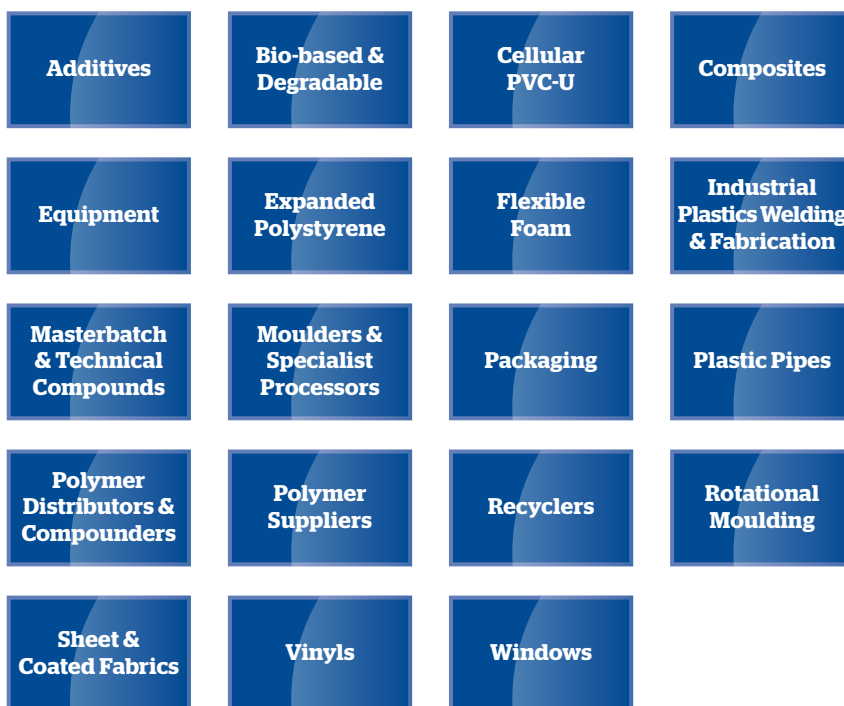 Additives
Bio-based &
Degradable
Cellular
PVC-U
Composites
Equipment
Expanded
Polystyrene
Flexible
Foam
Industrial
Plastics Welding
& Fabrication
Masterbatch
& Technical
Compounds
Moulders &
Specialist
Processors
Packaging
Plastic Pipes
Polymer
Distributors &
Compounders
Polymer
Suppliers
Recyclers
Rotational
Moulding
Sheet &
Coated Fabrics
Vinyls
Windows